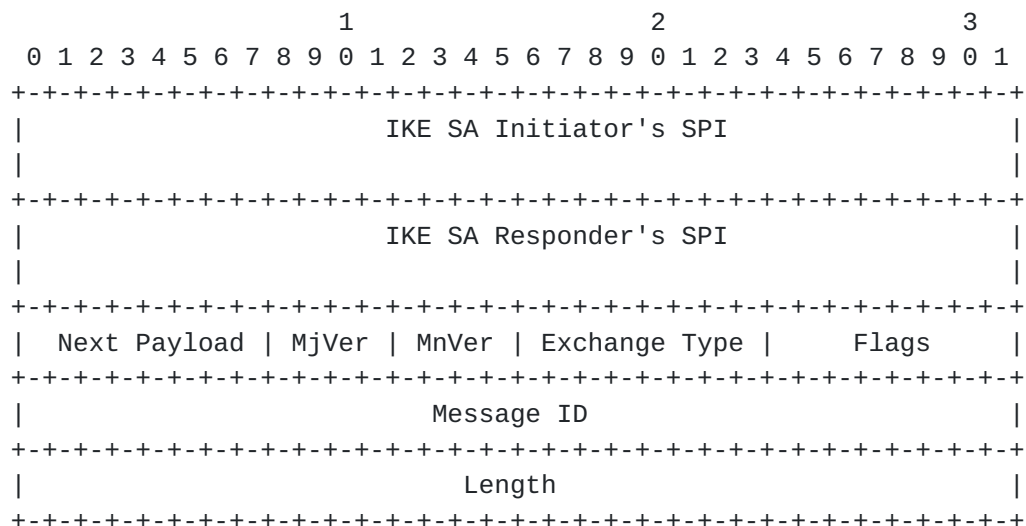 1                   2                   3
 0 1 2 3 4 5 6 7 8 9 0 1 2 3 4 5 6 7 8 9 0 1 2 3 4 5 6 7 8 9 0 1
+-+-+-+-+-+-+-+-+-+-+-+-+-+-+-+-+-+-+-+-+-+-+-+-+-+-+-+-+-+-+-+-+
|                       IKE SA Initiator's SPI                  |
|                                                               |
+-+-+-+-+-+-+-+-+-+-+-+-+-+-+-+-+-+-+-+-+-+-+-+-+-+-+-+-+-+-+-+-+
|                       IKE SA Responder's SPI                  |
|                                                               |
+-+-+-+-+-+-+-+-+-+-+-+-+-+-+-+-+-+-+-+-+-+-+-+-+-+-+-+-+-+-+-+-+
|  Next Payload | MjVer | MnVer | Exchange Type |     Flags     |
+-+-+-+-+-+-+-+-+-+-+-+-+-+-+-+-+-+-+-+-+-+-+-+-+-+-+-+-+-+-+-+-+
|                          Message ID                           |
+-+-+-+-+-+-+-+-+-+-+-+-+-+-+-+-+-+-+-+-+-+-+-+-+-+-+-+-+-+-+-+-+
|                            Length                             |
+-+-+-+-+-+-+-+-+-+-+-+-+-+-+-+-+-+-+-+-+-+-+-+-+-+-+-+-+-+-+-+-+